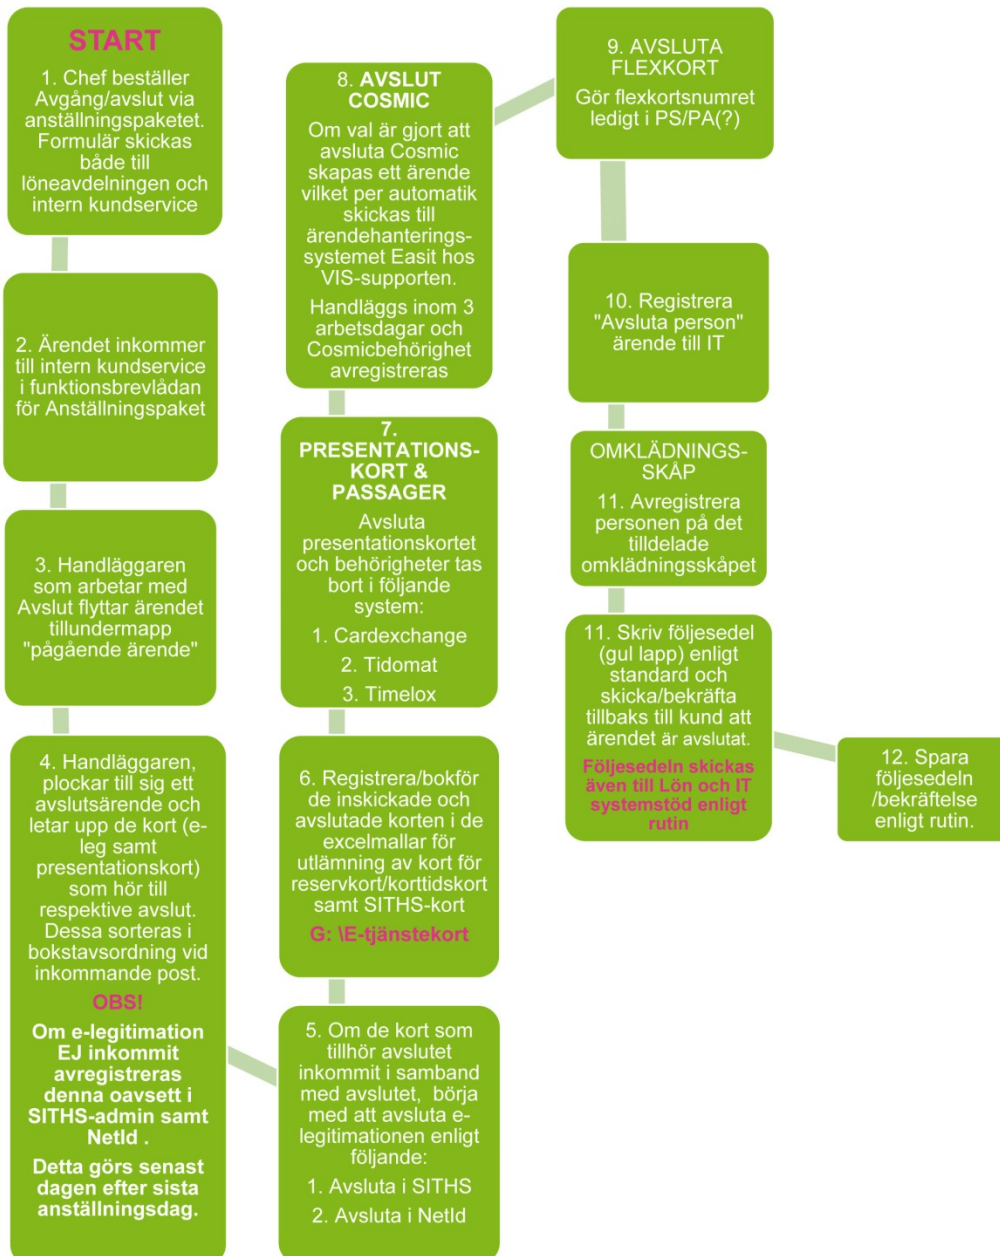 START
1. Chef beställer
Avgång/avslut via
anställningspaketet.
Formulär skickas
både till
löneavdelningen och
intern kundservice
2. Ärendet inkommer
till intern kundservice
i funktionsbrevlådan
för Anställningspaket
3. Handläggaren
som arbetar med
Avslut flyttar ärendet
tillundermapp
"pågående ärende"
4. Handläggaren,
plockar till sig ett
avslutsärende och
letar upp de kort (e-
leg samt
presentationskort)
som hör till
respektive avslut.
Dessa sorteras i
bokstavsordning vid
inkommande post.
OBS!
Om e-legitimation
EJ inkommit
avregistreras
denna oavsett i
SITHS-admin samt
NetId .
Detta görs senast
dagen efter sista
anställningsdag.
5. Om de kort som
tillhör avslutet
inkommit i samband
med avslutet, börja
med att avsluta e-
legitimationen enligt
följande:
1. Avsluta i SITHS
2. Avsluta i NetId
6. Registrera/bokför
de inskickade och
avslutade korten i de
excelmallar för
utlämning av kort för
reservkort/korttidskort
samt SITHS-kort
G: \E-tjänstekort
7.
PRESENTATIONS-
KORT &
PASSAGER
Avsluta
presentationskortet
och behörigheter tas
bort i följande
system:
1. Cardexchange
2. Tidomat
3. Timelox
8. AVSLUT
COSMIC
Om val är gjort att
avsluta Cosmic
skapas ett ärende
vilket per automatik
skickas till
ärendehanterings-
systemet Easit hos
VIS-supporten.
Handläggs inom 3
arbetsdagar och
Cosmicbehörighet
avregistreras
9. AVSLUTA
FLEXKORT
Gör flexkortsnumret
ledigt i PS/PA(?)
10. Registrera
"Avsluta person"
ärende till IT
OMKLÄDNINGS-
SKÅP
11. Avregistrera
personen på det
tilldelade
omklädningsskåpet
11. Skriv följesedel
(gul lapp) enligt
standard och
skicka/bekräfta
tillbaks till kund att
ärendet är avslutat.
Följesedeln skickas
även till Lön och IT
systemstöd enligt
rutin
12. Spara
följesedeln
/bekräftelse
enligt rutin.